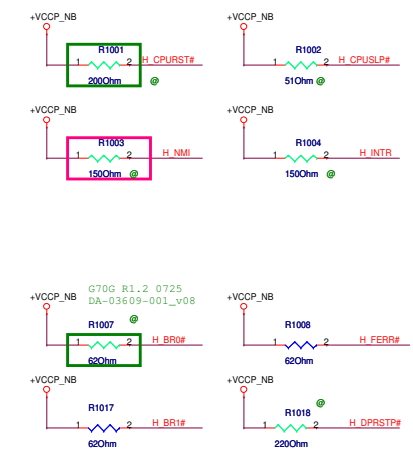 +VCCP_NB +VCCP_NB
R1001 R1002
1 2 H_CPURST# 1 2 H_CPUSLP#
200Ohm @ 51Ohm @
+VCCP_NB +VCCP_NB
R1003 R1004
1 2 H_NMI 1 2 H_INTR
150Ohm @ 150Ohm @
G70G R1.2 0725
+VCCP_NB DA-03609-001_v08 +VCCP_NB
@
R1007 R1008
1 2 H_BR0# 1 2 H_FERR#
62Ohm 62Ohm
+VCCP_NB +VCCP_NB
@
R1017 R1018
1 2 H_BR1# 1 2 H_DPRSTP#
62Ohm 220Ohm